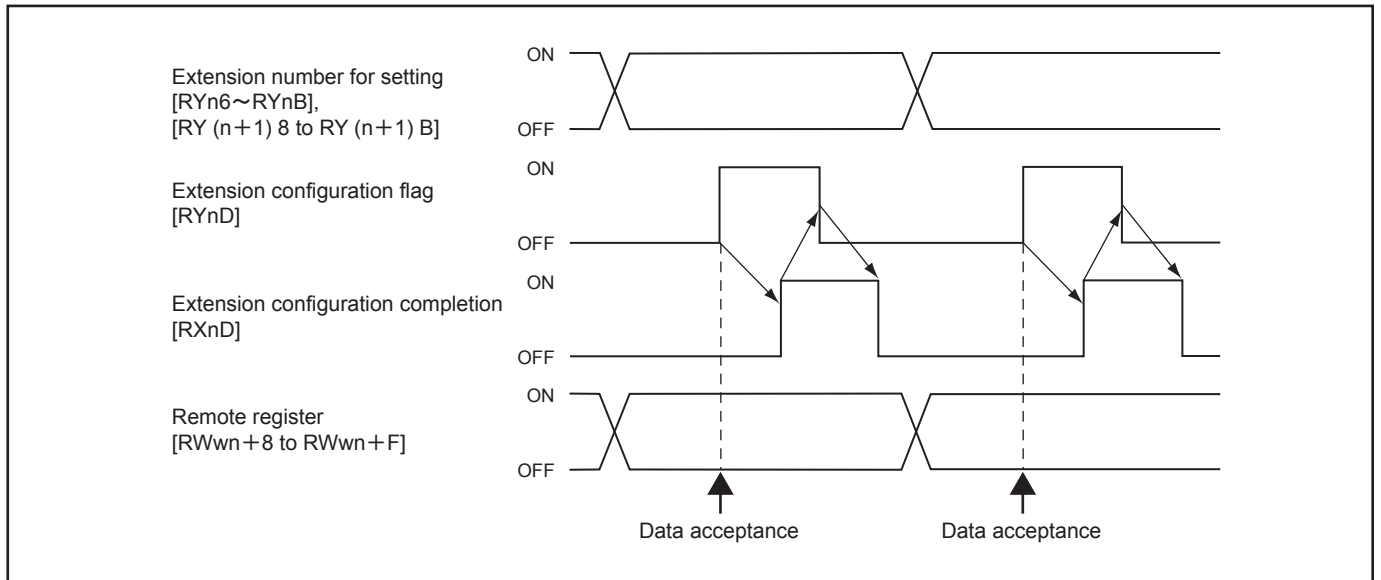 Extension number for setting
[RYn6～RYnB],
[RY (n＋1) 8 to RY (n＋1) B]
ON
OFF
Extension configuration flag
[RYnD]
ON
OFF
Extension configuration completion
[RXnD]
ON
OFF
Remote register
[RWwn＋8 to RWwn＋F]
ON
OFF
Data acceptance
Data acceptance